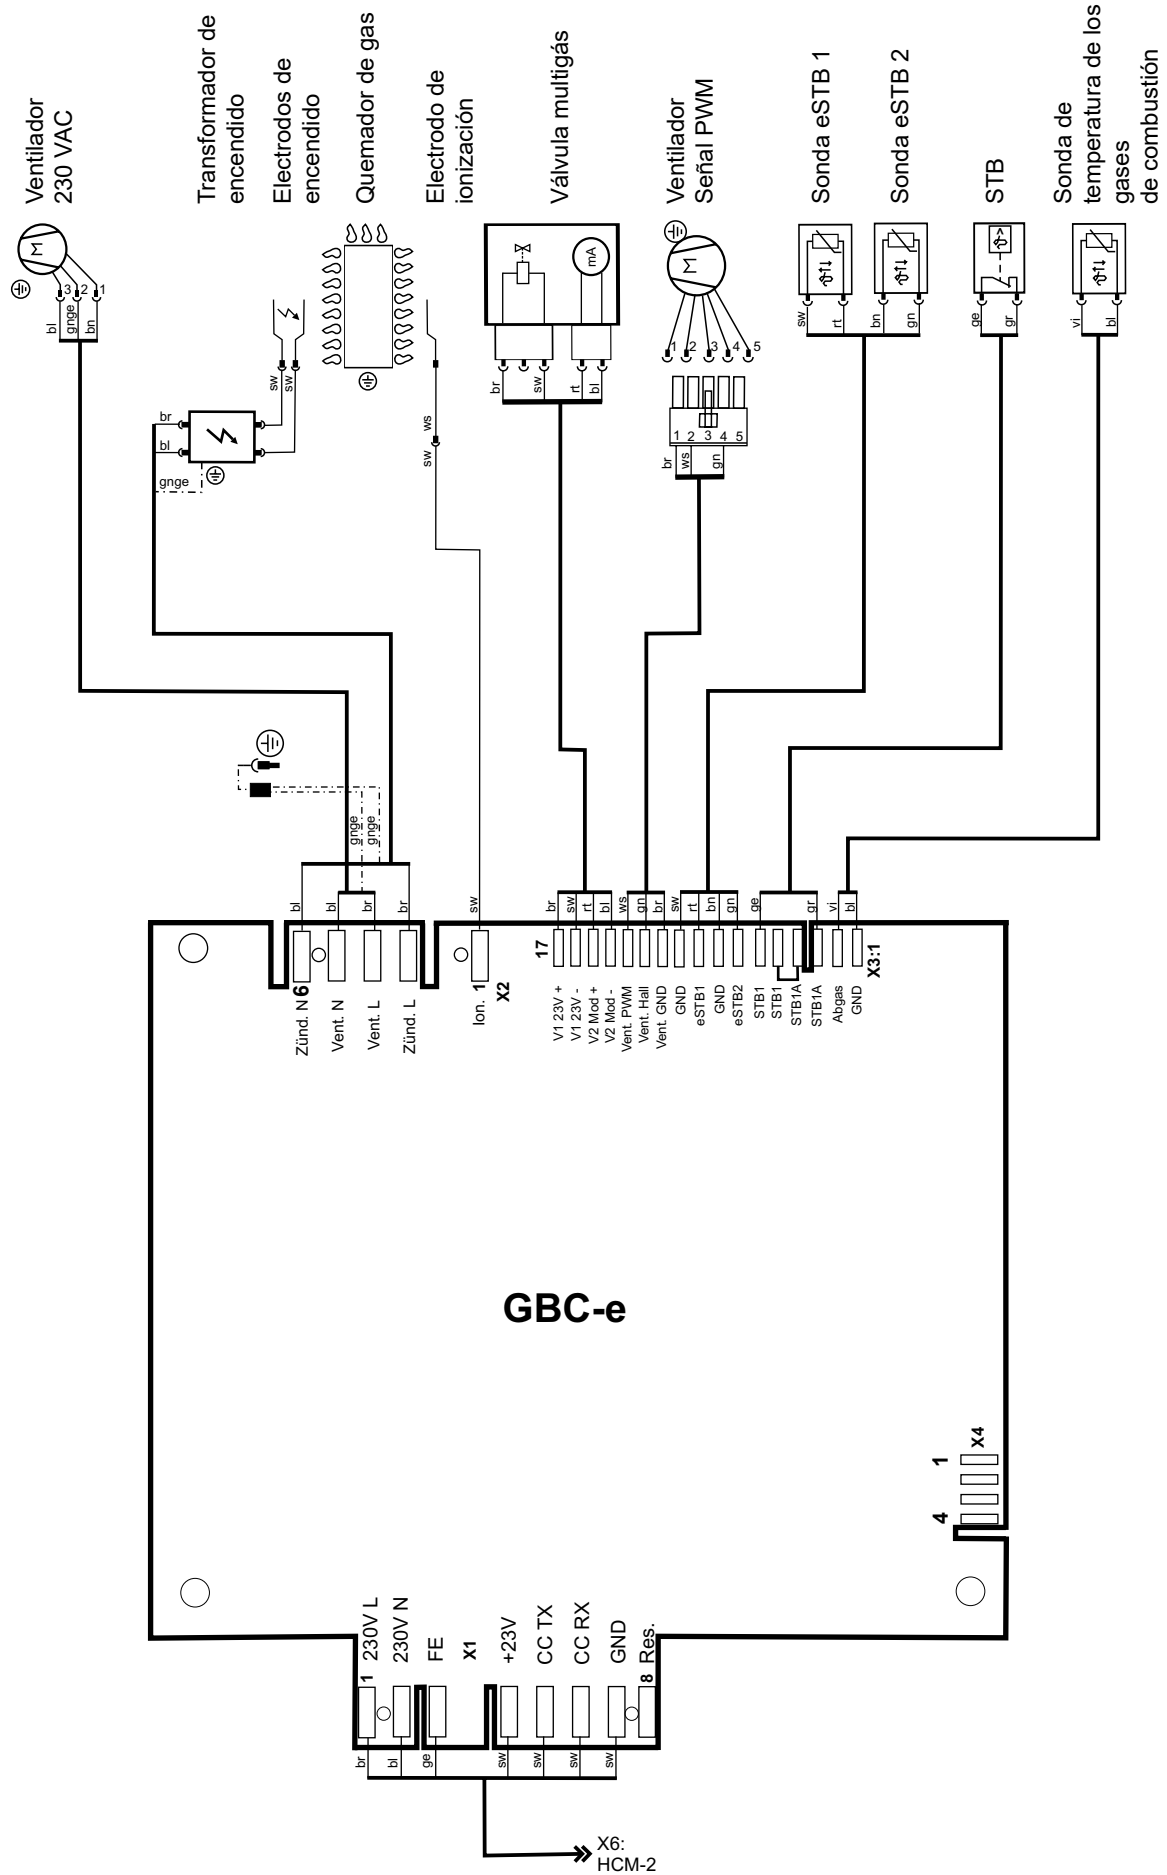 Ventilador
230 VAC
Transformador de
encendido
Electrodos de
encendido
Quemador de gas
Electrodo de
ionización
Válvula multigás
Ventilador
Señal PWM
Sonda eSTB 1
Sonda eSTB 2
STB
Sonda de
temperatura de los
gases
de combustión
M
3
2
1
bl
gnge
bn
br
bl
gnge
sw
sw
ws
sw
mA
br
sw
rt
bl
M
1
2
3
4
5
1
2
3
4
5
br
ws
gn
sw
rt
bn
gn
ge
gr
vi
bl
gnge
gnge
bl
bl
br
br
sw
br
sw
rt
bl
ws
gn
br
sw
rt
bn
gn
ge
gr
vi
bl
Zünd. N 6
Vent. N
Vent. L
Zünd. L
Ion. 1
X2
17
V1 23V +
V1 23V -
V2 Mod +
V2 Mod -
Vent. PWM
Vent. Hall
Vent. GND
GND
eSTB1
GND
eSTB2
STB1
STB1
STB1A
STB1A
Abgas
GND
X3:1
GBC-e
1
X4
4
1 230V L
230V N
FE
X1
+23V
CC TX
CC RX
GND
8 Res.
br
bl
ge
sw
sw
sw
sw
X6:
HCM-2